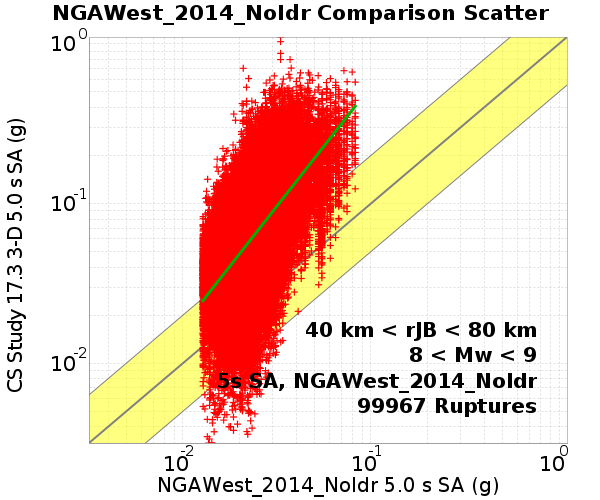 NGAWest_2014_NoIdr Comparison Scatter
10⁰
10⁻¹
10⁻²
CS Study 17.3 3-D 5.0 s SA (g)
40 km < rJB < 80 km
8 < Mw < 9
5s SA, NGAWest_2014_NoIdr
99967 Ruptures
10⁻² 10⁻¹ 10⁰
NGAWest_2014_NoIdr 5.0 s SA (g)